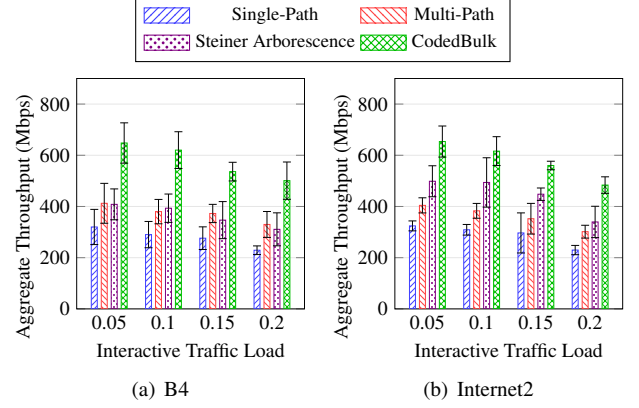 Single-Path Multi-Path
Steiner Arborescence CodedBulk
Aggregate Throughput (Mbps)
800
600
400
200
0
0.05 0.1 0.15 0.2
Interactive Traffic Load
(a) B4
Aggregate Throughput (Mbps)
800
600
400
200
0
0.05 0.1 0.15 0.2
Interactive Traffic Load
(b) Internet2